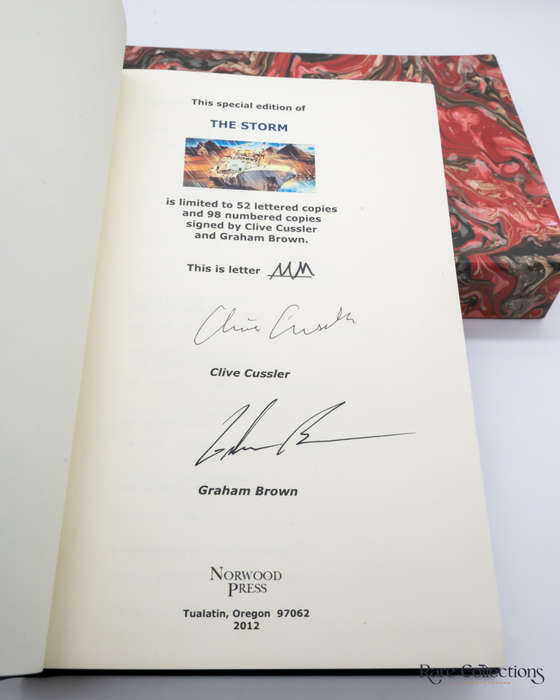 This special edition of
THE STORM
is limited to 52 lettered copies
and 98 numbered copies
signed by Clive Cussler
and Graham Brown.
This is letter MM
Clive Cussler
Clive Cussler
Graham Brown
NORWOOD
PRESS
Tualatin, Oregon 97062
2012
Rare Collections